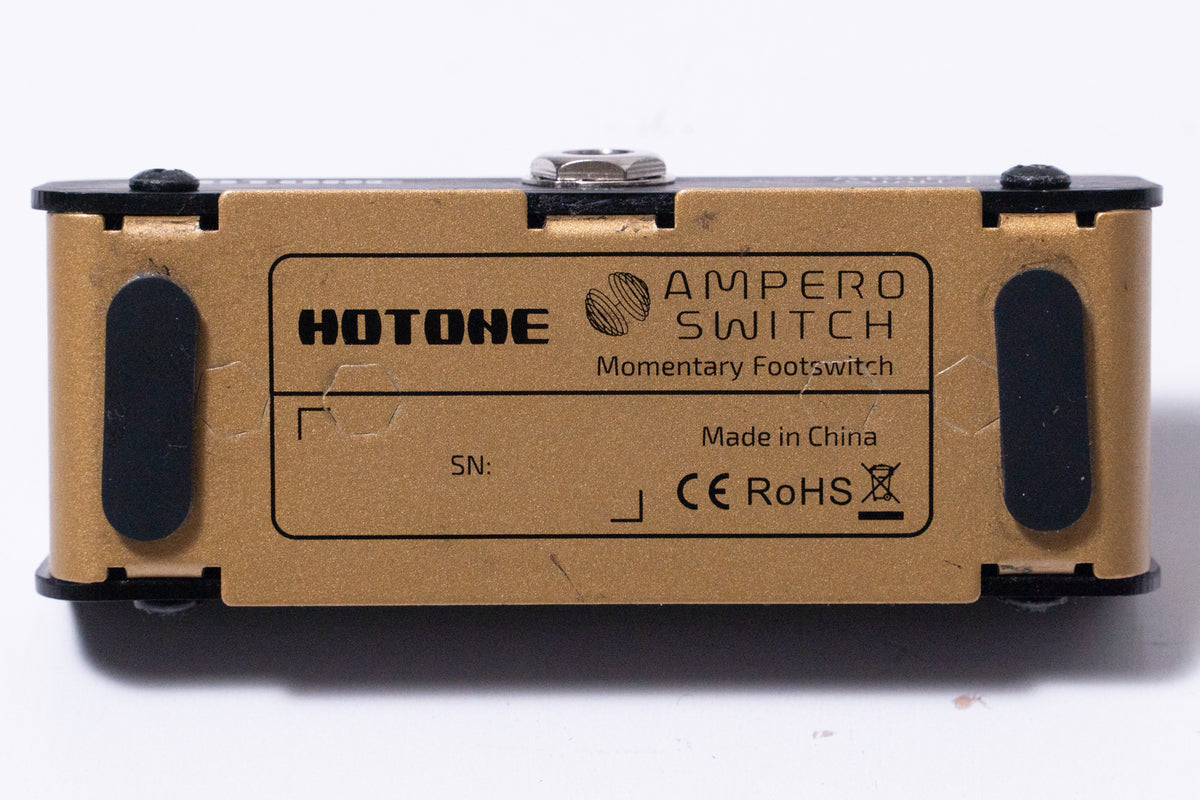 HOTONE
AMPERO
SWITCH
Momentary Footswitch
SN:
Made in China
CE RoHS